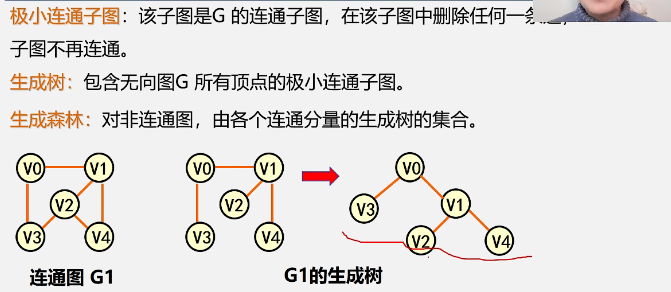 极小连通子图：该子图是G 的连通子图，在该子图中删除任何一条
子图不再连通。
生成树：包含无向图G 所有顶点的极小连通子图。
生成森林：对非连通图，由各个连通分量的生成树的集合。
V0 V1 V0 V1 V0
V2 V2 V3 V1
V3 V4 V3 V4 V2 V4
连通图 G1 G1的生成树